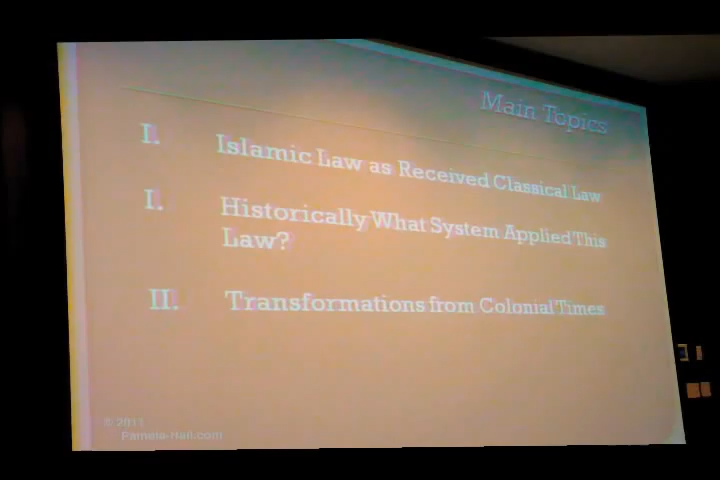 Main Topics
I. Islamic Law as Received Classical Law
I. Historically What System Applied This
Law?
II. Transformations from Colonial Times
©
Pamela-Hall.com